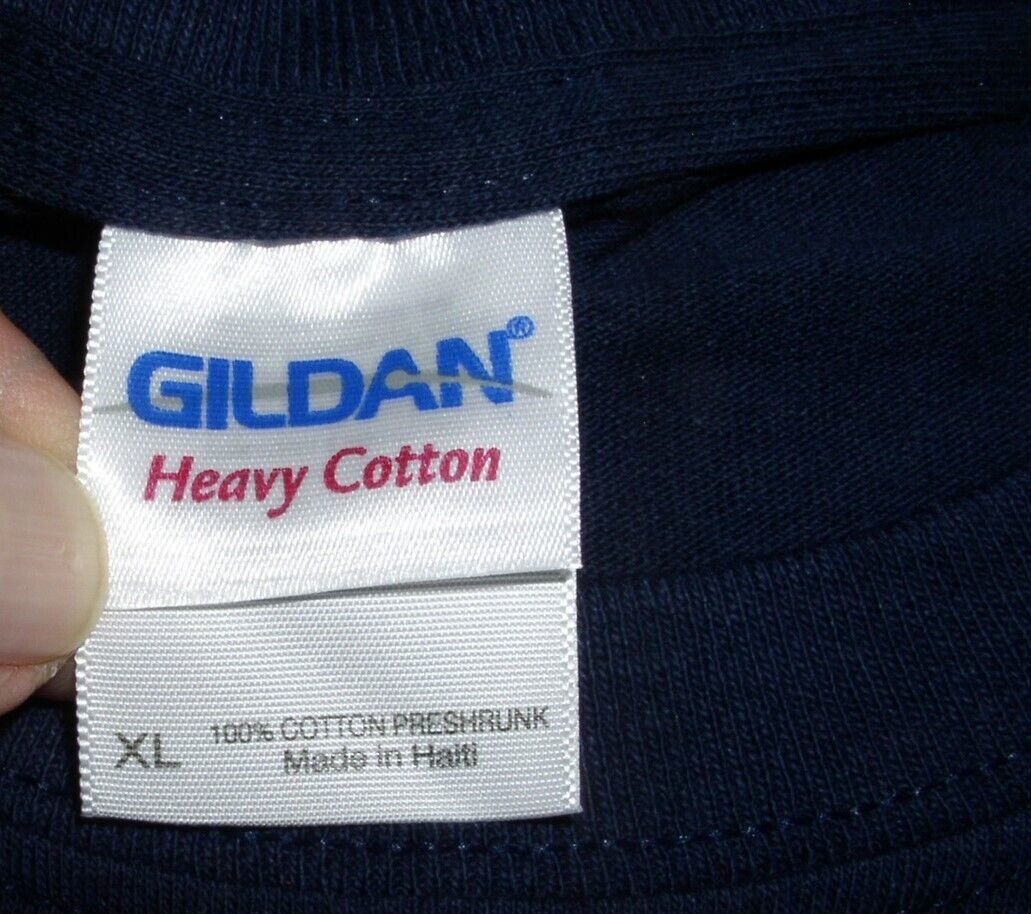 GILDAN®
Heavy Cotton
XL
100% COTTON PRESHRUNK
Made in Haiti